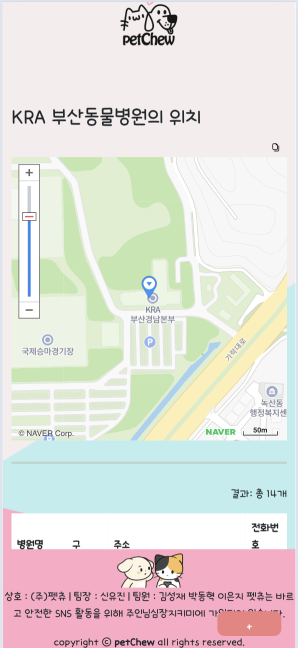 petChew
KRA 부산동물병원의 위치
KRA
부산경남본부
P
국제승마경기장
가락대로
녹산동
행정복지센
© NAVER Corp.
NAVER
50m
결과: 총 14개
병원명 구 주소 전화번
호
상호 : (주)펫츄 | 팀장 : 신유진 | 팀원 : 김성재 박동혁 이은지 펫츄는 바르
고 안전한 SNS 활동을 위해 주인님심장지키미에
petChew
copyright ⓒ petChew all rights reserved.